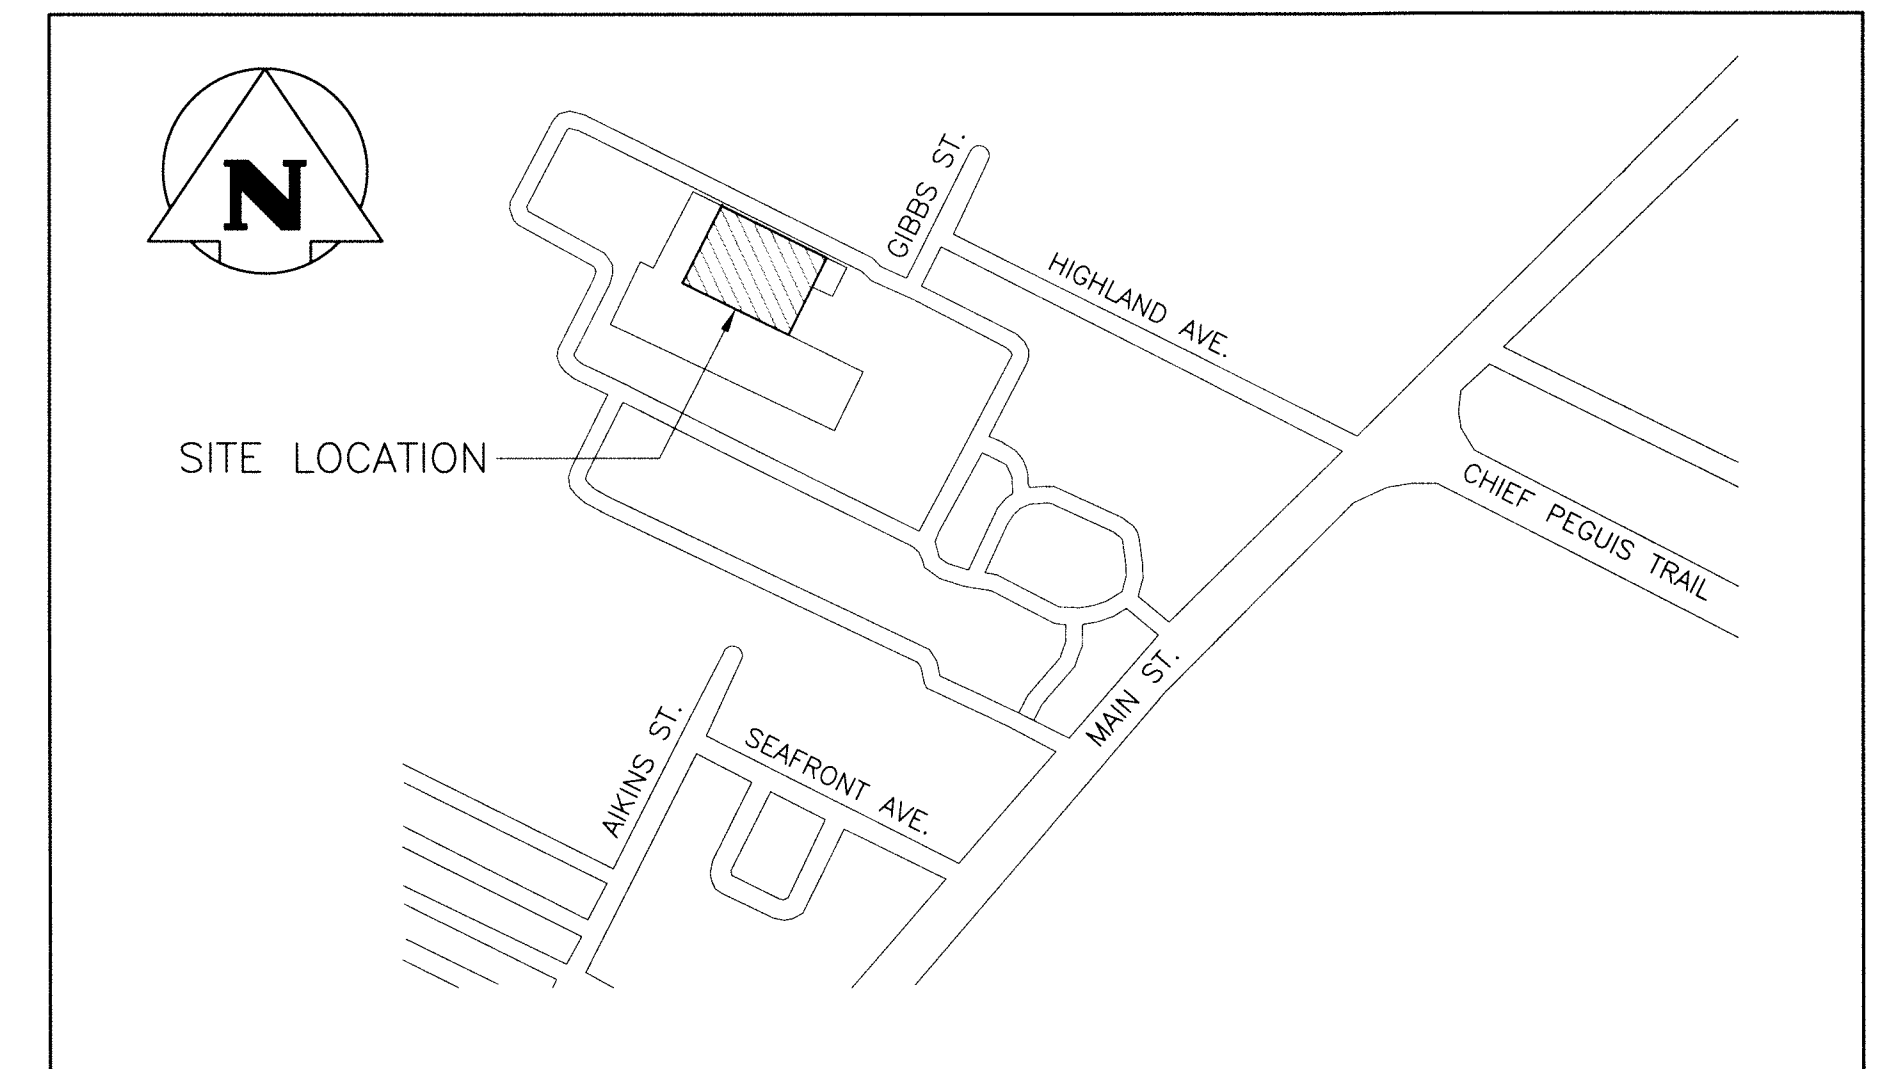 N
GIBBS ST.
HIGHLAND AVE.
SITE LOCATION
CHIEF PEGUIS TRAIL
MAIN ST.
AIKINS ST.
SEAFRONT AVE.